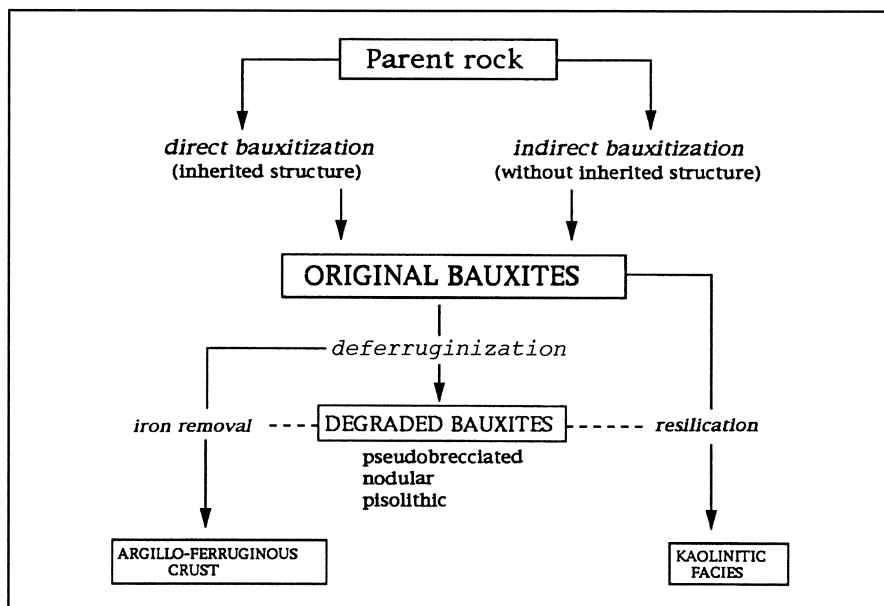 Parent rock
direct bauxitization
(inherited structure)
indirect bauxitization
(without inherited structure)
ORIGINAL BAUXITES
deferruginization
iron removal
DEGRADED BAUXITES
resilication
pseudobrecciated
nodular
pisolithic
ARGILLO-FERRUGINOUS
CRUST
KAOLINITIC
FACIES